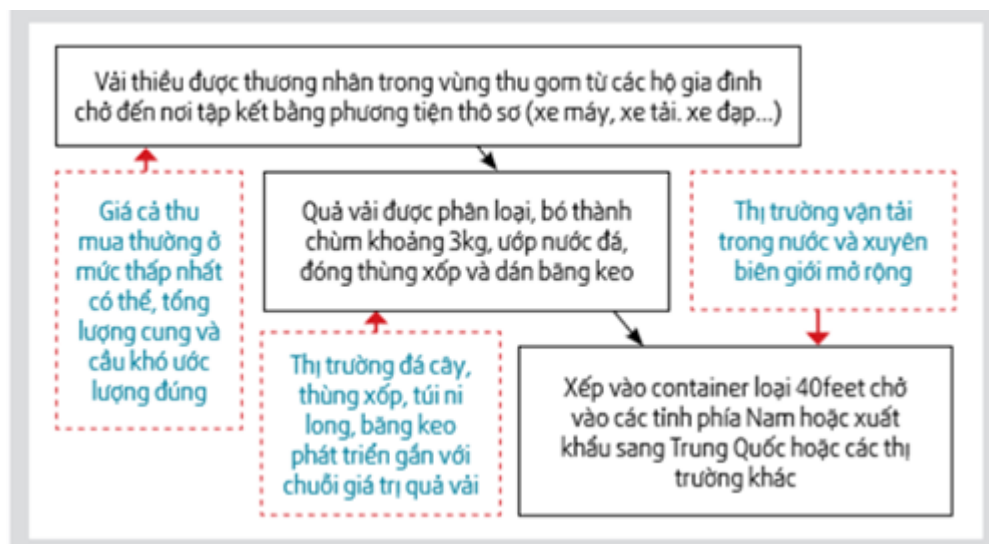 Vải thiều được thương nhân trong vùng thu gom từ các hộ gia đình
chở đến nơi tập kết bằng phương tiện thô sơ (xe máy, xe tải. xe đạp...)
Giá cả thu
mua thường ở
mức thấp nhất
có thể, tổng
lượng cung và
cầu khó ước
lượng đúng
Quả vải được phân loại, bó thành
chùm khoảng 3kg, ướp nước đá,
đóng thùng xốp và dán băng keo
Thị trường vận tải
trong nước và xuyên
biên giới mở rộng
Thị trường đá cây,
thùng xốp, túi ni
long, băng keo
phát triển gắn với
chuỗi giá trị quả vải
Xếp vào container loại 40feet chở
vào các tỉnh phía Nam hoặc xuất
khẩu sang Trung Quốc hoặc các thị
trường khác